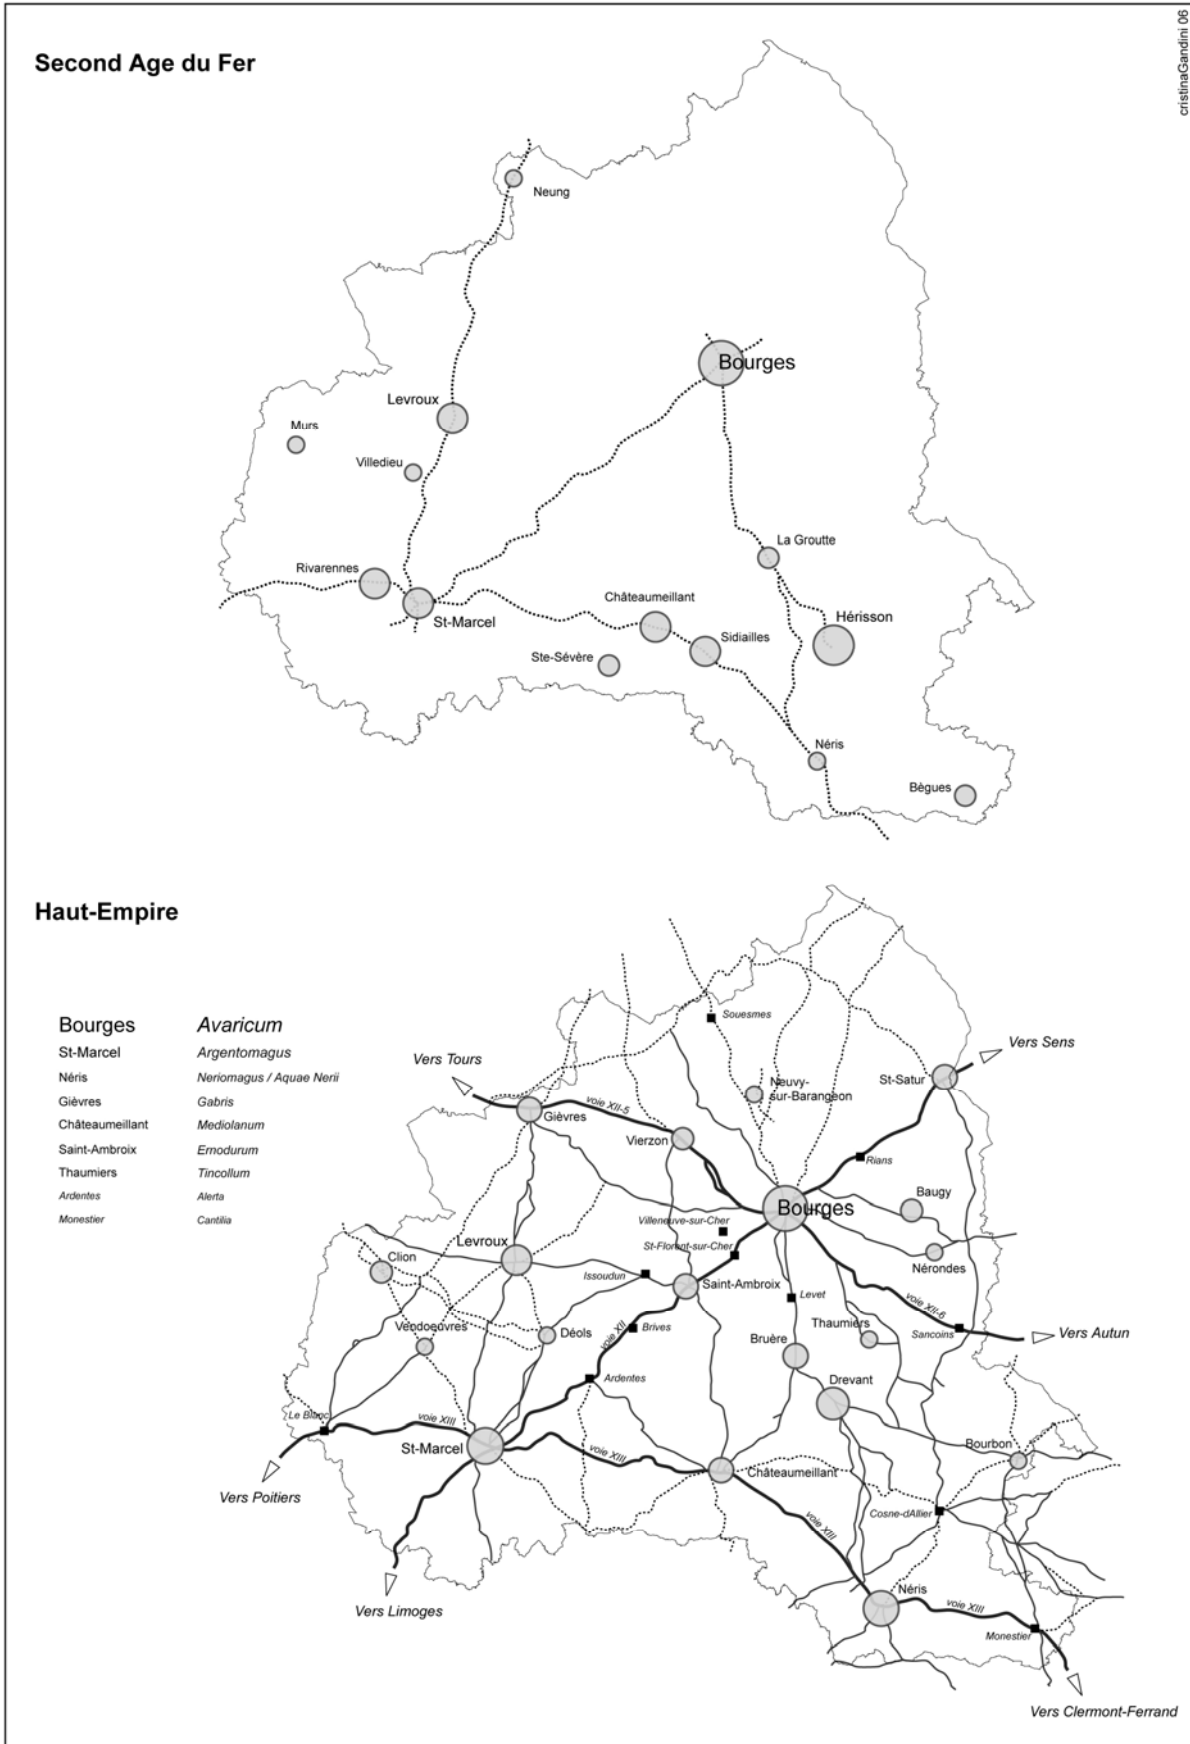 cristinaGandini 06
Second Age du Fer
Neung
Bourges
Levroux
Murs
Villedieu
La Groutte
Rivarennes
Châteaumeillant
Hérisson
St-Marcel
Sidiailles
Ste-Sévère
Néris
Bègues
Haut-Empire
Bourges Avaricum
St-Marcel Argentomagus
Néris Neriomagus / Aquae Nerii
Gièvres Gabris
Châteaumeillant Mediolanum
Saint-Ambroix Ernodurum
Thaumiers Tincollum
Ardentes Alerta
Monestier Cantilia
Souesmes
Vers Sens
Vers Tours
St-Satur
Neuvy-
sur-Barangeon
voie XII-5
Gièvres
Vierzon
Rians
Baugy
Bourges
Villeneuve-sur-Cher
Levroux
St-Florent-sur-Cher
Clion
Nérondes
Issoudun
Saint-Ambroix
Levet
voie XII-6
Vendoeuvres
Déols
voie XII
Brives
Thaumiers
Sancoins
Vers Autun
Bruère
Ardentes
Drevant
Le Blanc
voie XIII
St-Marcel
voie XIII
Bourbon
Châteaumeillant
Vers Poitiers
Cosne-dAllier
voie XIII
Néris
voie XIII
Vers Limoges
Monestier
Vers Clermont-Ferrand